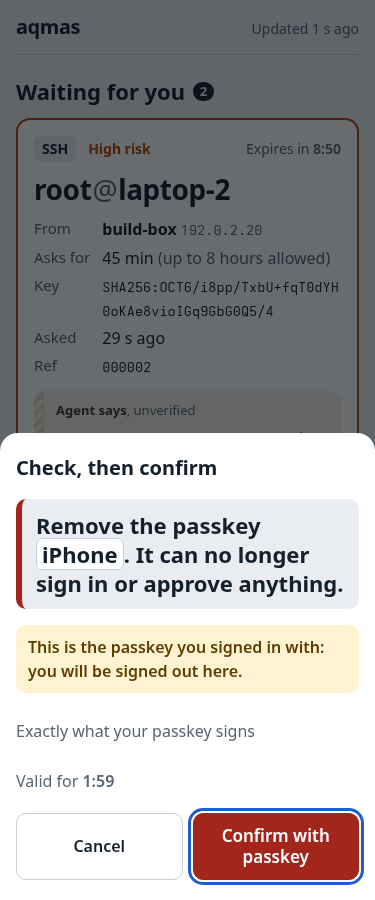 aqmas
Updated 1 s ago
Waiting for you 2
SSH High risk Expires in 8:50
root@laptop-2
From build-box 192.0.2.20
Asks for 45 min (up to 8 hours allowed)
Key SHA256:OCT6/i8pp/TxbU+fqT0dYH
0oKAe8vioIGq9GbG0Q5/4
Asked 29 s ago
Ref 000002
Agent says, unverified
Check, then confirm
Remove the passkey
iPhone. It can no longer
sign in or approve anything.
This is the passkey you signed in with:
you will be signed out here.
Exactly what your passkey signs
Valid for 1:59
Cancel
Confirm with
passkey